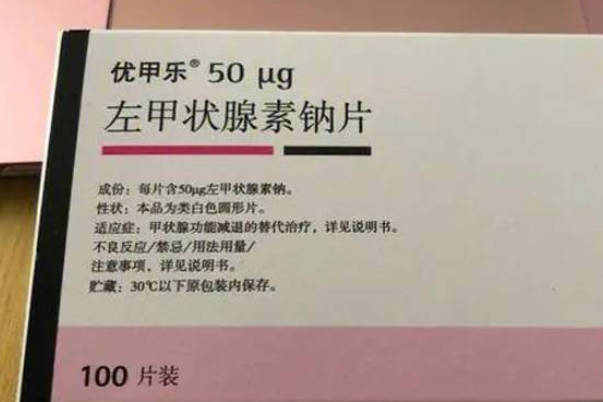 优甲乐® 50 μg
左甲状腺素钠片
成份：每片含50μg左甲状腺素钠。
性状：本品为类白色圆形片。
适应症：甲状腺功能减退的替代治疗，详见说明书。
不良反应/禁忌/用法用量/
注意事项，详见说明书。
贮藏：30℃以下原包装内保存。
100 片装